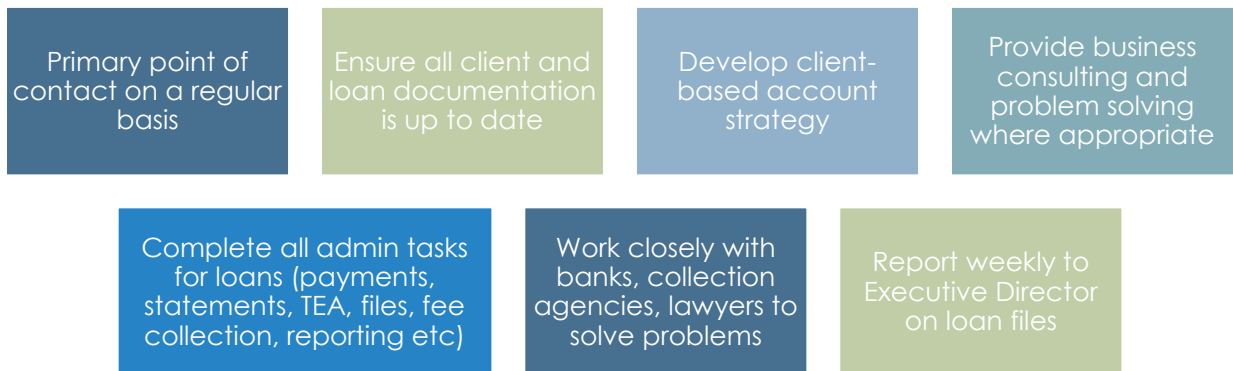 Primary point of
contact on a regular
basis
Ensure all client and
loan documentation
is up to date
Develop client-
based account
strategy
Provide business
consulting and
problem solving
where appropriate
Complete all admin tasks
for loans (payments,
statements, TEA, files, fee
collection, reporting etc)
Work closely with
banks, collection
agencies, lawyers to
solve problems
Report weekly to
Executive Director
on loan files